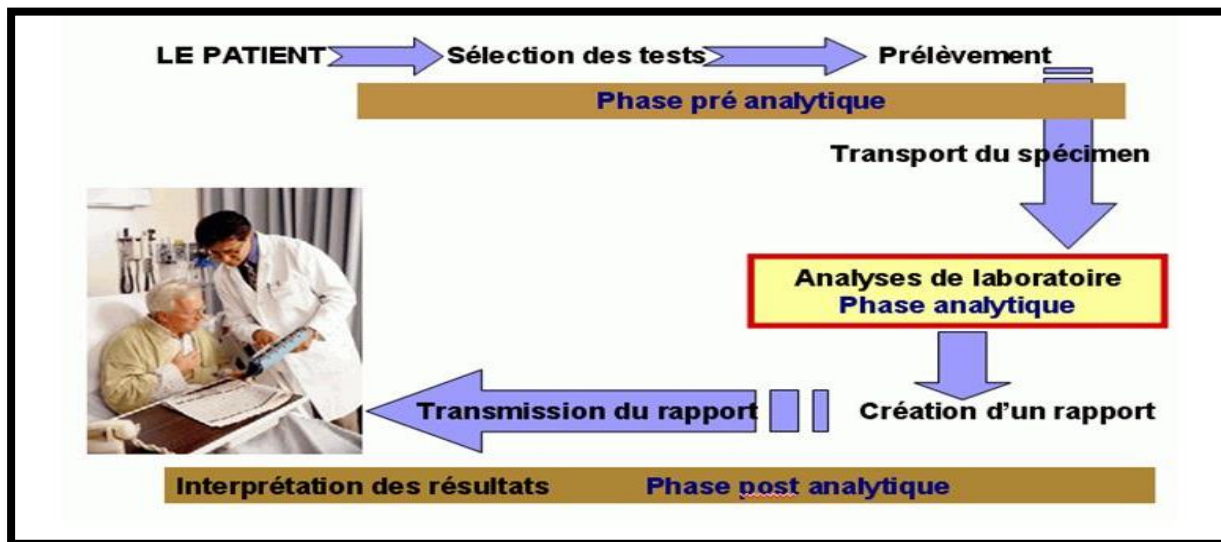 LE PATIENT
Sélection des tests
Prélèvement
Phase pré analytique
Transport du spécimen
Analyses de laboratoire
Phase analytique
Création d'un rapport
Transmission du rapport
Interprétation des résultats
Phase post analytique